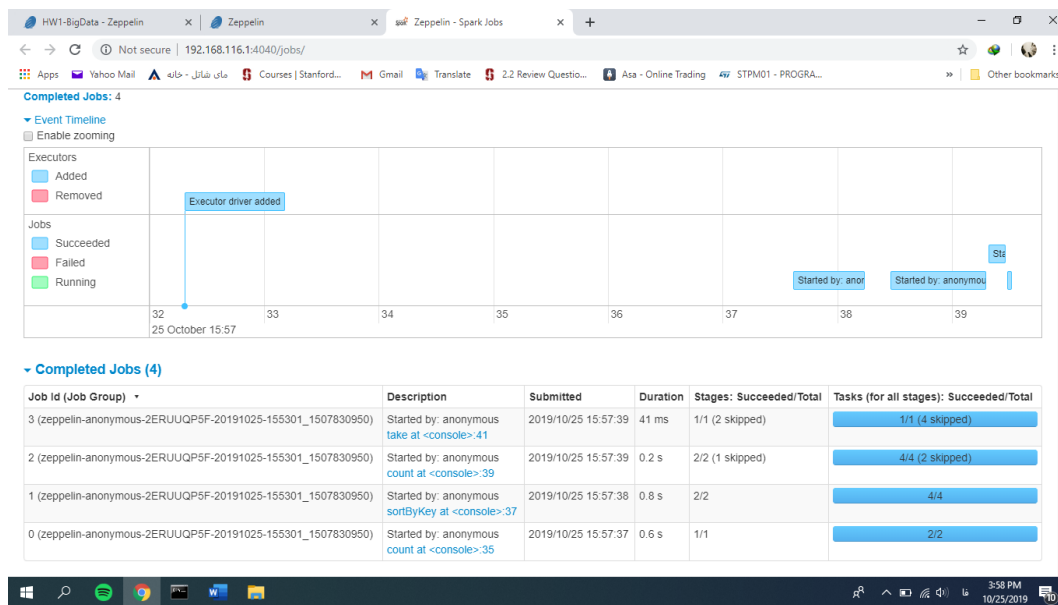 HW1-BigData - Zeppelin
Zeppelin
Zeppelin - Spark Jobs
Not secure | 192.168.116.1:4040/jobs/
Apps Yahoo Mail مای شاتل - خانه Courses | Stanford... Gmail Translate 2.2 Review Questio... Asa - Online Trading STPM01 - PROGRA... » Other bookmarks
Completed Jobs: 4
Event Timeline
Enable zooming
Executors
Added
Removed
Executor driver added
Jobs
Succeeded
Failed
Running
Sta
Started by: anor
Started by: anonymou
32 33 34 35 36 37 38 39
25 October 15:57
Completed Jobs (4)
Job Id (Job Group) Description Submitted Duration Stages: Succeeded/Total Tasks (for all stages): Succeeded/Total
3 (zeppelin-anonymous-2ERUUQP5F-20191025-155301_1507830950) Started by: anonymous 2019/10/25 15:57:39 41 ms 1/1 (2 skipped) 1/1 (4 skipped)
take at <console>:41
2 (zeppelin-anonymous-2ERUUQP5F-20191025-155301_1507830950) Started by: anonymous 2019/10/25 15:57:39 0.2 s 2/2 (1 skipped) 4/4 (2 skipped)
count at <console>:39
1 (zeppelin-anonymous-2ERUUQP5F-20191025-155301_1507830950) Started by: anonymous 2019/10/25 15:57:38 0.8 s 2/2 4/4
sortByKey at <console>:37
0 (zeppelin-anonymous-2ERUUQP5F-20191025-155301_1507830950) Started by: anonymous 2019/10/25 15:57:37 0.6 s 1/1 2/2
count at <console>:35
فا
3:58 PM
10/25/2019
10